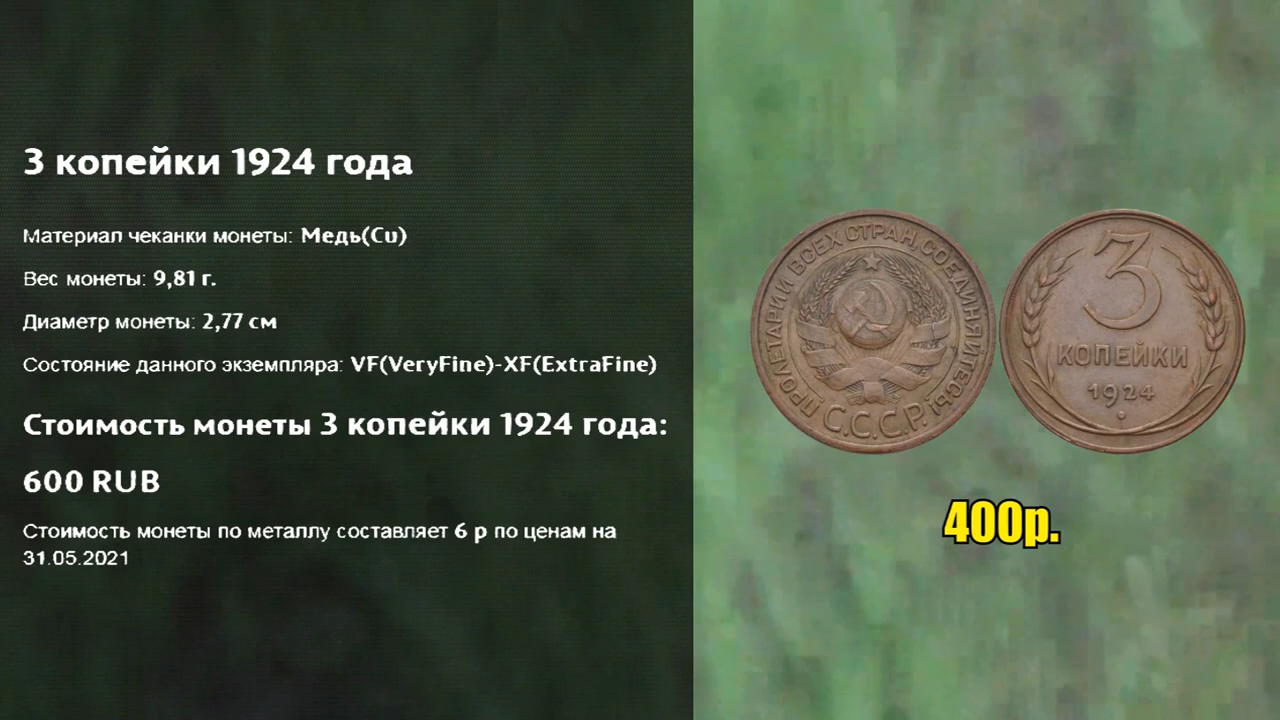 3 копейки 1924 года
Материал чеканки монеты: Медь(Cu)
Вес монеты: 9,81 г.
Диаметр монеты: 2,77 см
Состояние данного экземпляра: VF(VeryFine)-XF(ExtraFine)
Стоимость монеты 3 копейки 1924 года:
600 RUB
Стоимость монеты по металлу составляет 6 р по ценам на
31.05.2021
ПРОЛЕТАРИИ ВСЕХ СТРАН, СОЕДИНЯЙТЕСЬ!
С.С.С.Р.
3
КОПЕЙКИ
1924
400р.